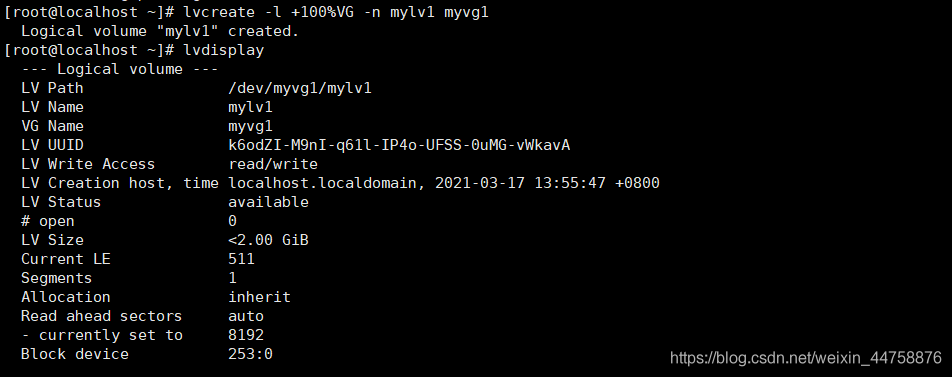 [root@localhost ~]# lvcreate -l +100%VG -n mylv1 myvg1
  Logical volume "mylv1" created.
[root@localhost ~]# lvdisplay
  --- Logical volume ---
  LV Path                /dev/myvg1/mylv1
  LV Name                mylv1
  VG Name                myvg1
  LV UUID                k6odZI-M9nI-q61l-IP4o-UFSS-0uMG-vWkavA
  LV Write Access        read/write
  LV Creation host, time localhost.localdomain, 2021-03-17 13:55:47 +0800
  LV Status              available
  # open                 0
  LV Size                <2.00 GiB
  Current LE             511
  Segments               1
  Allocation             inherit
  Read ahead sectors     auto
  - currently set to     8192
  Block device           253:0
https://blog.csdn.net/weixin_44758876